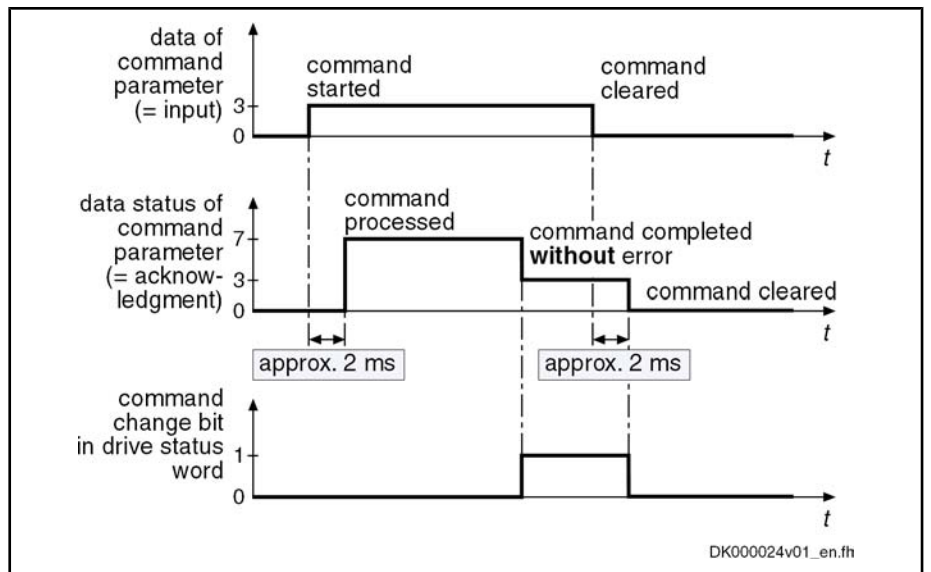 data of
command
parameter
(= input)
3
0
command
started
command
cleared
t
data status of
command
parameter
(= acknow-
ledgment)
7
3
0
command
processed
command completed
without error
command cleared
t
approx. 2 ms
approx. 2 ms
command
change bit
in drive status
word
1
0
t
DK000024v01_en.fh